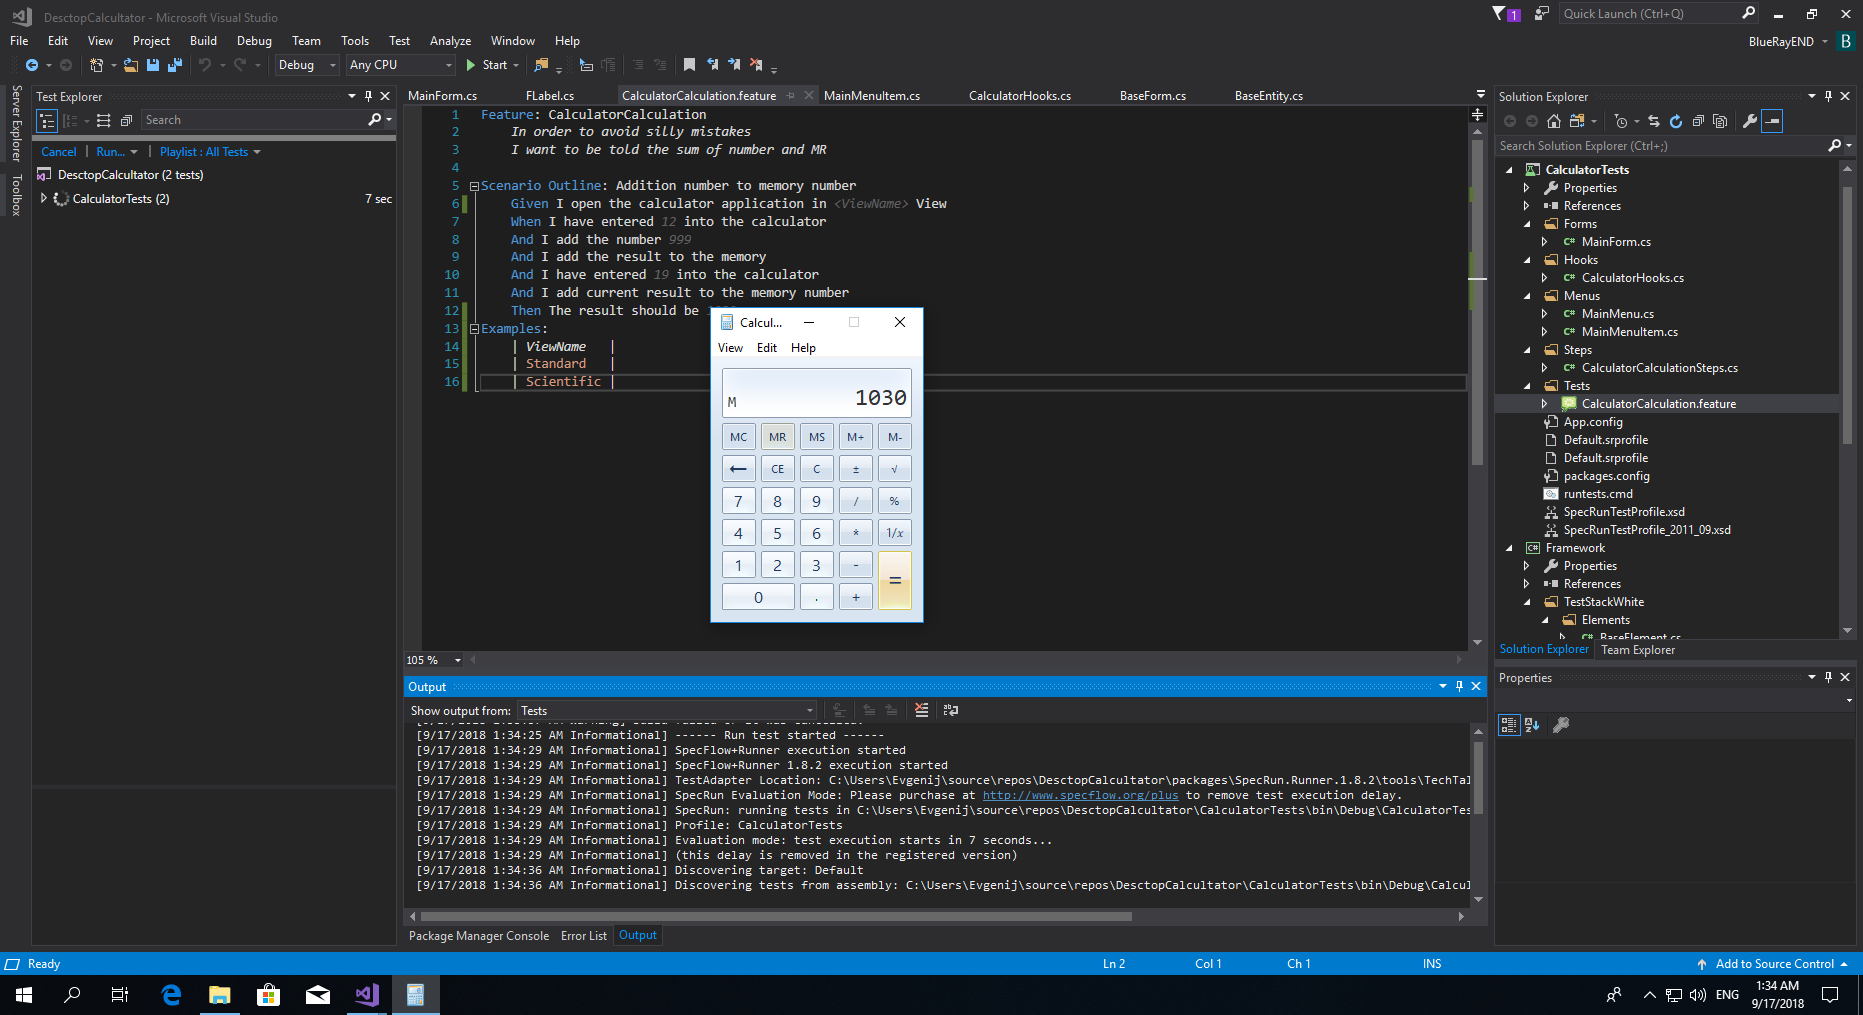 DesctopCalcultator - Microsoft Visual Studio
1
Quick Launch (Ctrl+Q)
File Edit View Project Build Debug Team Tools Test Analyze Window Help
BlueRayEND
B
Debug Any CPU Start
Server Explorer
Toolbox
Test Explorer
Search
Cancel | Run... | Playlist : All Tests
DesctopCalcultator (2 tests)
CalculatorTests (2) 7 sec
MainForm.cs FLabel.cs CalculatorCalculation.feature MainMenuItem.cs CalculatorHooks.cs BaseForm.cs BaseEntity.cs
1 Feature: CalculatorCalculation
2 In order to avoid silly mistakes
3 I want to be told the sum of number and MR
4
5 Scenario Outline: Addition number to memory number
6 Given I open the calculator application in <ViewName> View
7 When I have entered 12 into the calculator
8 And I add the number 999
9 And I add the result to the memory
10 And I have entered 19 into the calculator
11 And I add current result to the memory number
12 Then The result should be
13 Examples:
14 | ViewName |
15 | Standard |
16 | Scientific |
Calcul...
View Edit Help
M 1030
MC MR MS M+ M-
← CE C ± √
7 8 9 / %
4 5 6 * 1/x
1 2 3 - =
0 . +
105 %
Output
Show output from: Tests
[9/17/2018 1:34:25 AM Informational] ------ Run test started ------
[9/17/2018 1:34:29 AM Informational] SpecFlow+Runner execution started
[9/17/2018 1:34:29 AM Informational] SpecFlow+Runner 1.8.2 execution started
[9/17/2018 1:34:29 AM Informational] TestAdapter Location: C:\Users\Evgenij\source\repos\DesctopCalcultator\packages\SpecRun.Runner.1.8.2\tools\TechTal
[9/17/2018 1:34:29 AM Informational] SpecRun Evaluation Mode: Please purchase at http://www.specflow.org/plus to remove test execution delay.
[9/17/2018 1:34:29 AM Informational] SpecRun: running tests in C:\Users\Evgenij\source\repos\DesctopCalcultator\CalculatorTests\bin\Debug\CalculatorTes
[9/17/2018 1:34:29 AM Informational] Profile: CalculatorTests
[9/17/2018 1:34:29 AM Informational] Evaluation mode: test execution starts in 7 seconds...
[9/17/2018 1:34:29 AM Informational] (this delay is removed in the registered version)
[9/17/2018 1:34:36 AM Informational] Discovering target: Default
[9/17/2018 1:34:36 AM Informational] Discovering tests from assembly: C:\Users\Evgenij\source\repos\DesctopCalcultator\CalculatorTests\bin\Debug\Calcul
Package Manager Console Error List Output
Solution Explorer
Search Solution Explorer (Ctrl+;)
CalculatorTests
Properties
References
Forms
C# MainForm.cs
Hooks
C# CalculatorHooks.cs
Menus
C# MainMenu.cs
C# MainMenuItem.cs
Steps
C# CalculatorCalculationSteps.cs
Tests
CalculatorCalculation.feature
App.config
Default.srprofile
Default.srprofile
packages.config
runtests.cmd
SpecRunTestProfile.xsd
SpecRunTestProfile_2011_09.xsd
C# Framework
Properties
References
TestStackWhite
Elements
C# BaseElement.cs
Solution Explorer Team Explorer
Properties
Ready Ln 2 Col 1 Ch 1 INS Add to Source Control
ENG
1:34 AM
9/17/2018